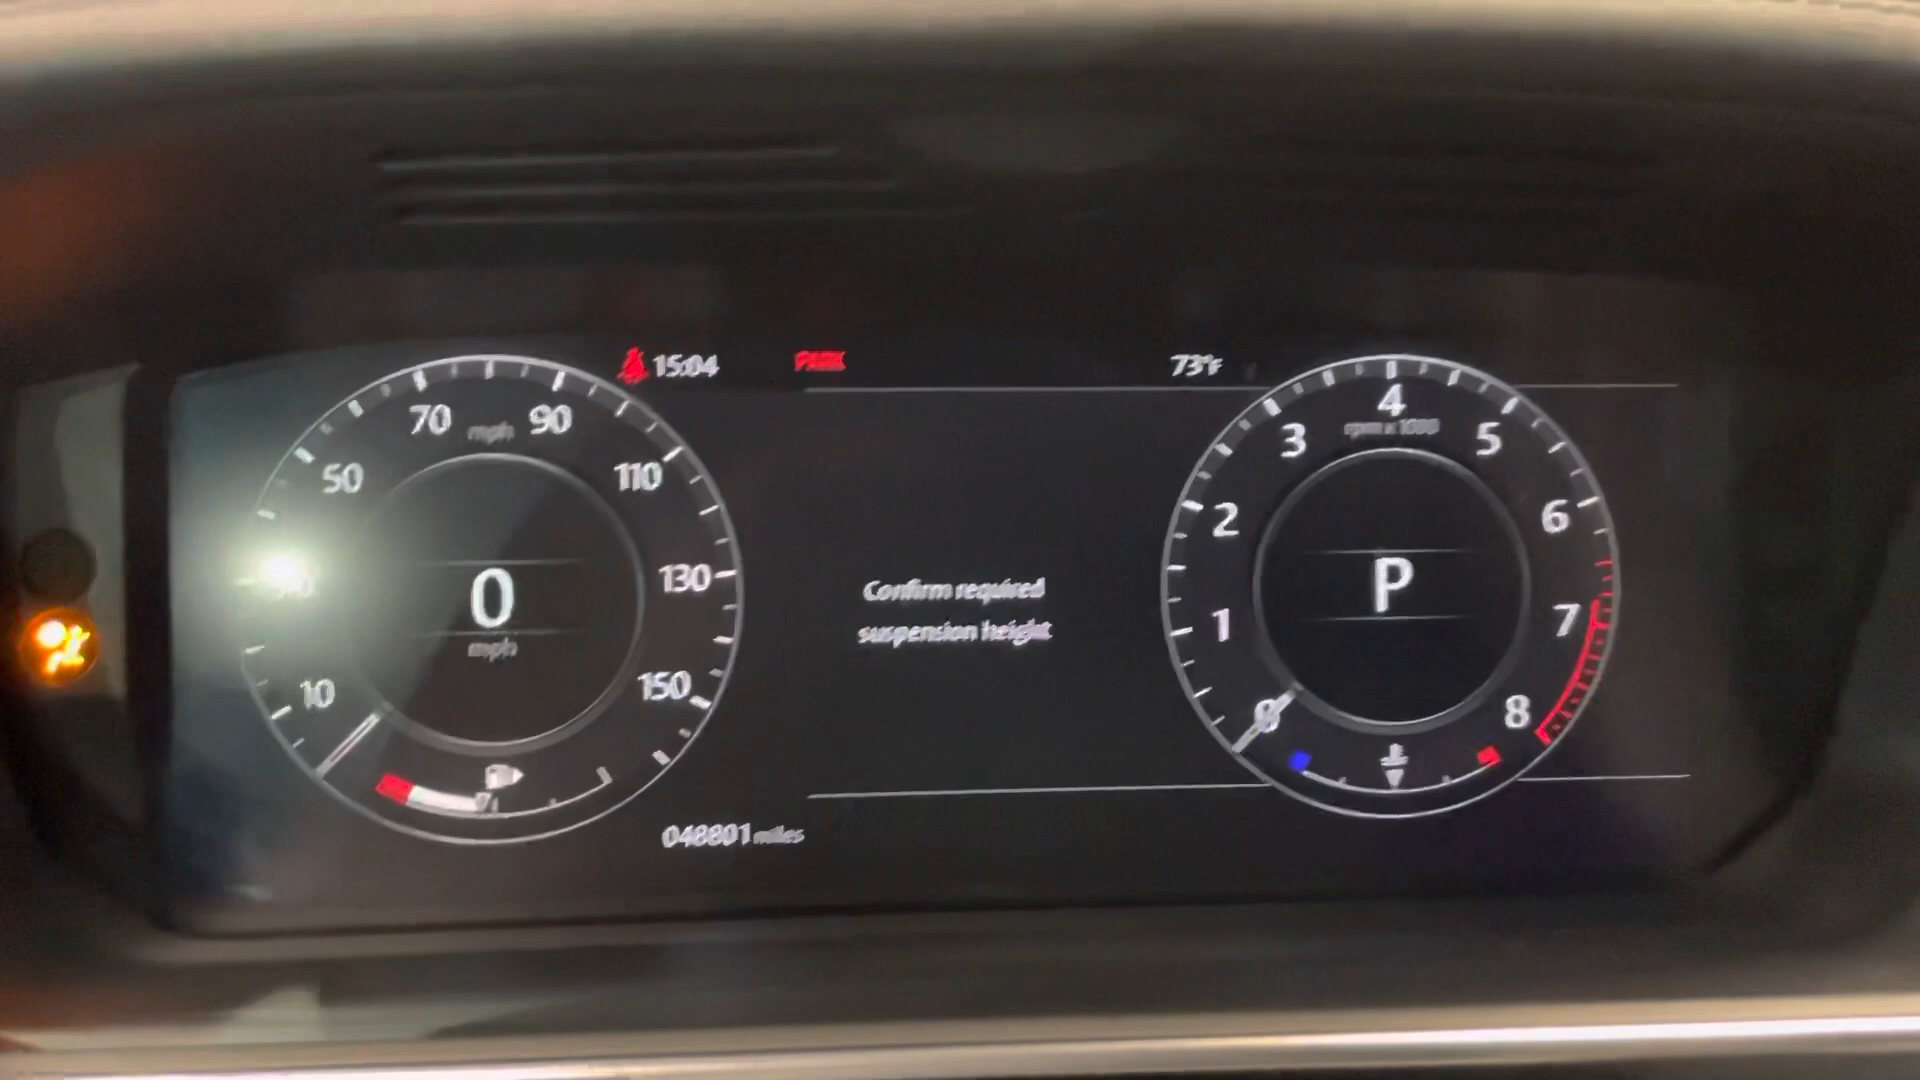 15:04
PARK
73°F
70
mph
90
50
110
130
0
mph
10
150
048801 miles
Confirm required
suspension height
4
rpm x 1000
3
5
2
6
P
1
7
0
8